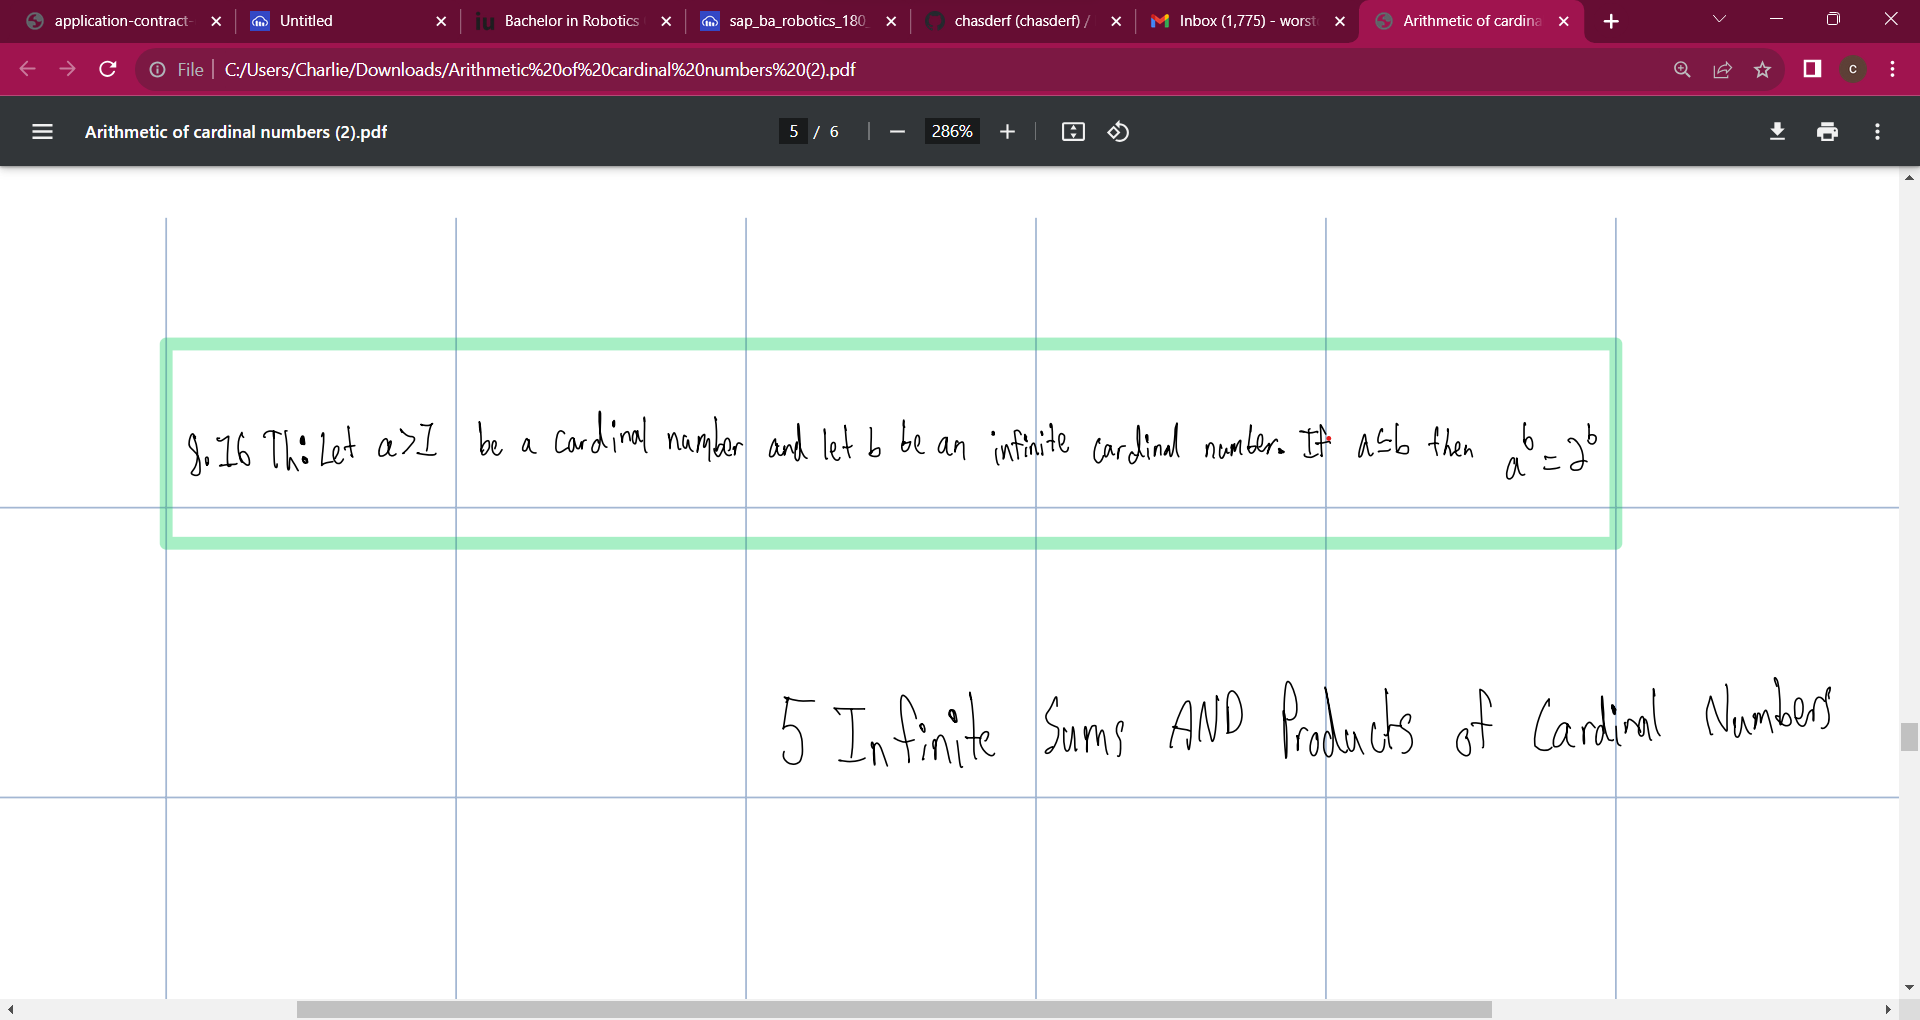 application-contract-
Untitled
iu Bachelor in Robotics
sap_ba_robotics_180
chasderf (chasderf) /
Inbox (1,775) - worst
Arithmetic of cardina
File C:/Users/Charlie/Downloads/Arithmetic%20of%20cardinal%20numbers%20(2).pdf
c
Arithmetic of cardinal numbers (2).pdf
5 / 6
286%
8.16 Th: Let a>1 be a cardinal number and let b be an infinite cardinal number. If a≤b then a^b = 2^b
5 Infinite Sums AND Products of Cardinal Numbers